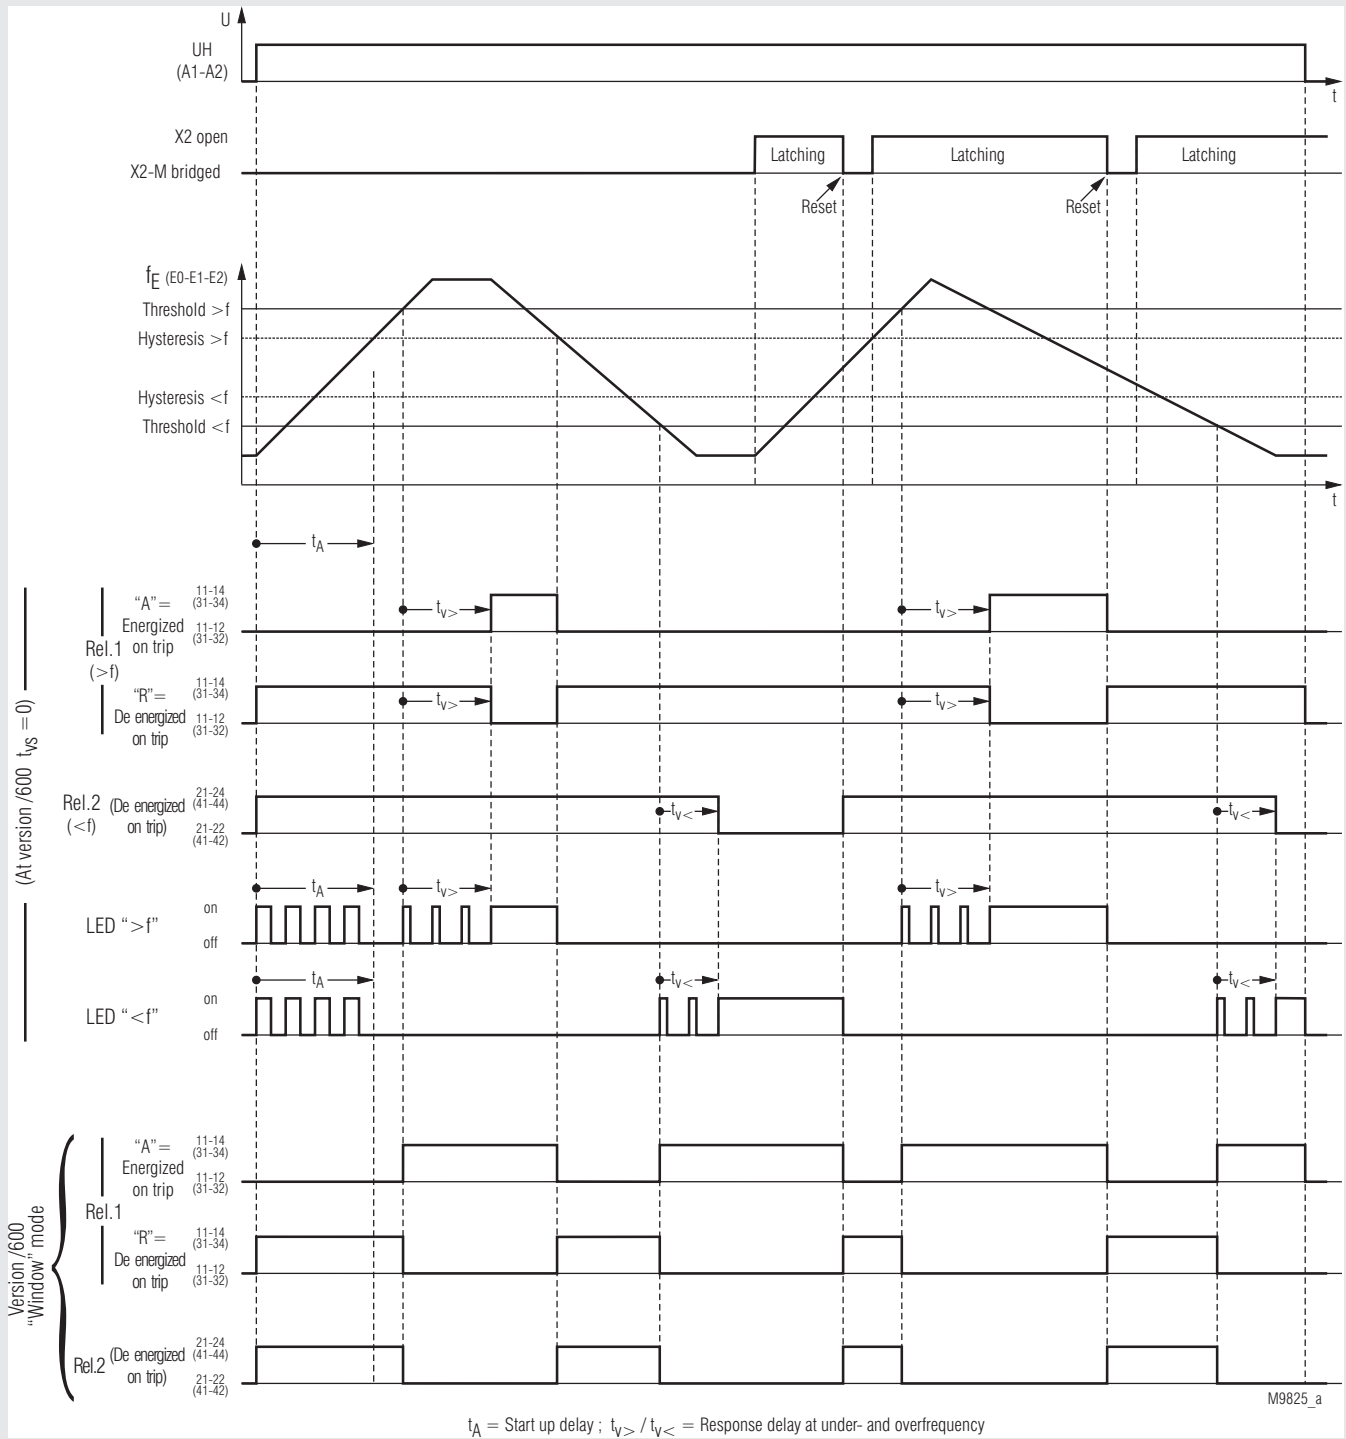 U
UH
(A1-A2)
t
X2 open
X2-M bridged
Latching
Latching
Latching
Reset
Reset
fE (E0-E1-E2)
Threshold >f
Hysteresis >f
Hysteresis <f
Threshold <f
t
tA
(At version /600 tvs = 0)
Rel.1
(>f)
"A"=
Energized
on trip
11-14
(31-34)
11-12
(31-32)
tv>
tv>
"R"=
De energized
on trip
11-14
(31-34)
11-12
(31-32)
tv>
tv>
Rel.2
(<f)
(De energized
on trip)
21-24
(41-44)
21-22
(41-42)
tv<
tv<
LED ">f"
on
off
tA
tv>
tv>
LED "<f"
on
off
tA
tv<
tv<
Version /600
"Window" mode
Rel.1
"A"=
Energized
on trip
11-14
(31-34)
11-12
(31-32)
"R"=
De energized
on trip
11-14
(31-34)
11-12
(31-32)
Rel.2
(De energized
on trip)
21-24
(41-44)
21-22
(41-42)
M9825_a
tA = Start up delay ; tv> / tv< = Response delay at under- and overfrequency